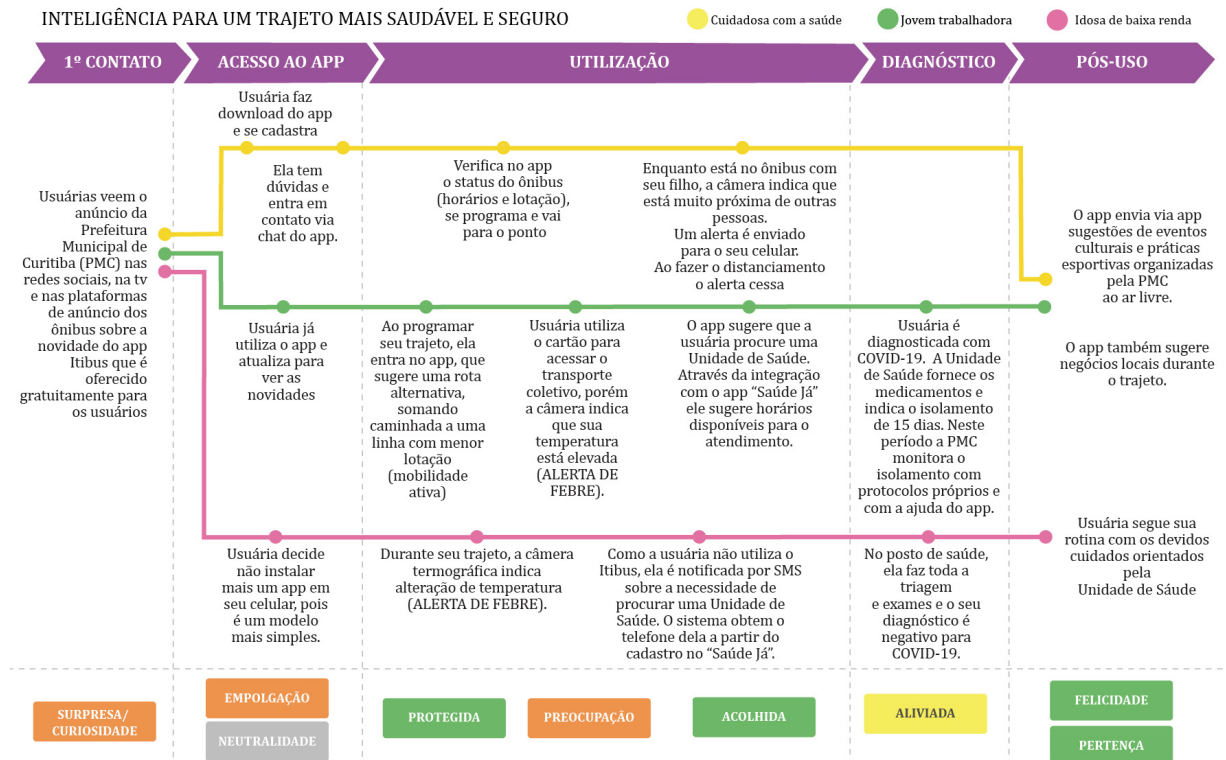 INTELIGÊNCIA PARA UM TRAJETO MAIS SAUDÁVEL E SEGURO
Cuidadosa com a saúde
Jovem trabalhadora
Idosa de baixa renda
1º CONTATO
ACESSO AO APP
UTILIZAÇÃO
DIAGNÓSTICO
PÓS-USO
Usuárias veem o
anúncio da
Prefeitura
Municipal de
Curitiba (PMC) nas
redes sociais, na tv
e nas plataformas
de anúncio dos
ônibus sobre a
novidade do app
Itibus que é
oferecido
gratuitamente para
os usuários
Usuária faz
download do app
e se cadastra
Ela tem
dúvidas e
entra em
contato via
chat do app.
Verifica no app
o status do ônibus
(horários e lotação),
se programa e vai
para o ponto
Enquanto está no ônibus com
seu filho, a câmera indica que
está muito próxima de outras
pessoas.
Um alerta é enviado
para o seu celular.
Ao fazer o distanciamento
o alerta cessa
O app envia via app
sugestões de eventos
culturais e práticas
esportivas organizadas
pela PMC
ao ar livre.
O app também sugere
negócios locais durante
o trajeto.
Usuária já
utiliza o app e
atualiza para
ver as
novidades
Ao programar
seu trajeto, ela
entra no app, que
sugere uma rota
alternativa,
somando
caminhada a uma
linha com menor
lotação
(mobilidade
ativa)
Usuária utiliza
o cartão para
acessar o
transporte
coletivo, porém
a câmera indica
que sua
temperatura
está elevada
(ALERTA DE
FEBRE).
O app sugere que a
usuária procure uma
Unidade de Saúde.
Através da integração
com o app “Saúde Já”
ele sugere horários
disponíveis para o
atendimento.
Usuária é
diagnosticada com
COVID-19. A Unidade
de Saúde fornece os
medicamentos e
indica o isolamento
de 15 dias. Neste
período a PMC
monitora o
isolamento com
protocolos próprios e
com a ajuda do app.
Usuária decide
não instalar
mais um app em
seu celular, pois
é um modelo
mais simples.
Durante seu trajeto, a câmera
termográfica indica
alteração de temperatura
(ALERTA DE FEBRE).
Como a usuária não utiliza o
Itibus, ela é notificada por SMS
sobre a necessidade de
procurar uma Unidade de
Saúde. O sistema obtem o
telefone dela a partir do
cadastro no “Saúde Já”.
No posto de saúde,
ela faz toda a
triagem
e exames e o seu
diagnóstico é
negativo para
COVID-19.
Usuária segue sua
rotina com os devidos
cuidados orientados
pela
Unidade de Sáude
SURPRESA/
CURIOSIDADE
EMPOLGAÇÃO
NEUTRALIDADE
PROTEGIDA
PREOCUPAÇÃO
ACOLHIDA
ALIVIADA
FELICIDADE
PERTENÇA